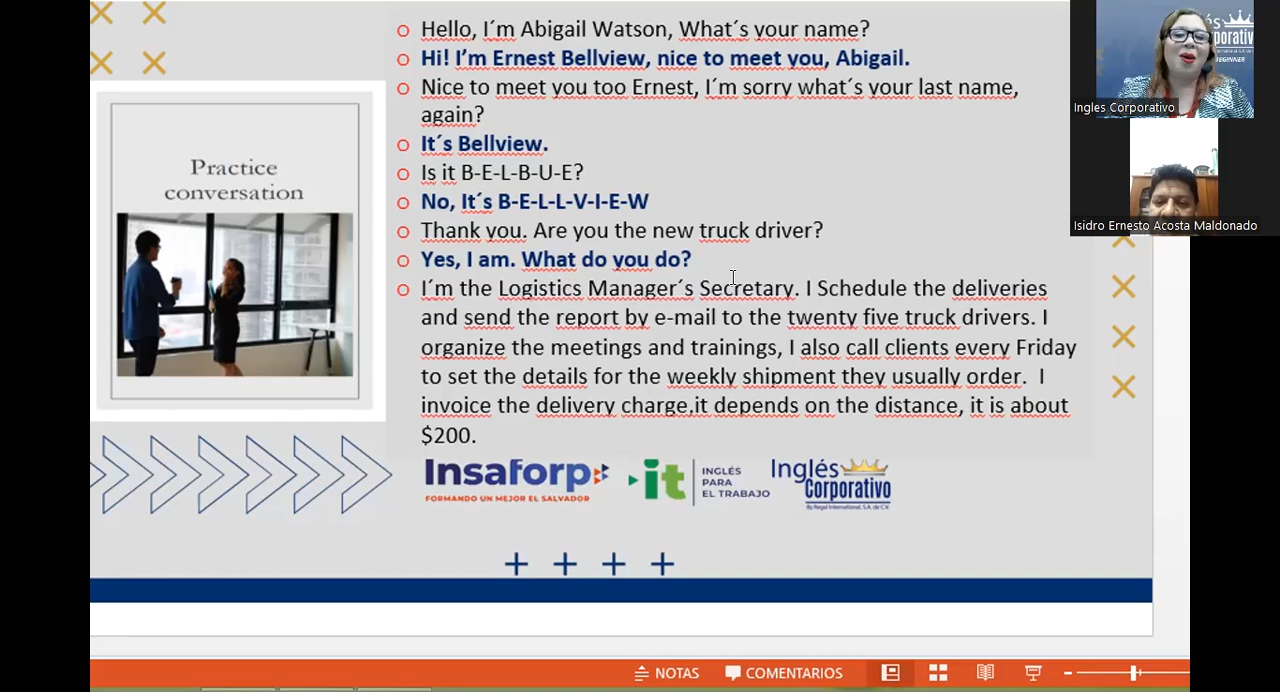 Hello, I´m Abigail Watson, What´s your name?
Hi! I’m Ernest Bellview, nice to meet you, Abigail.
Nice to meet you too Ernest, I´m sorry what´s your last name,
again?
It´s Bellview.
Is it B-E-L-B-U-E?
No, It´s B-E-L-L-V-I-E-W
Thank you. Are you the new truck driver?
Yes, I am. What do you do?
I´m the Logistics Manager´s Secretary. I Schedule the deliveries
and send the report by e-mail to the twenty five truck drivers. I
organize the meetings and trainings, I also call clients every Friday
to set the details for the weekly shipment they usually order. I
invoice the delivery charge,it depends on the distance, it is about
$200.
Practice
conversation
Insaforp
FORMANDO UN MEJOR EL SALVADOR
it
INGLÉS
PARA
EL TRABAJO
Inglés
Corporativo
By Regal International, S.A. de C.V.
Ingles Corporativo
BEGINNER
Isidro Ernesto Acosta Maldonado
NOTAS
COMENTARIOS